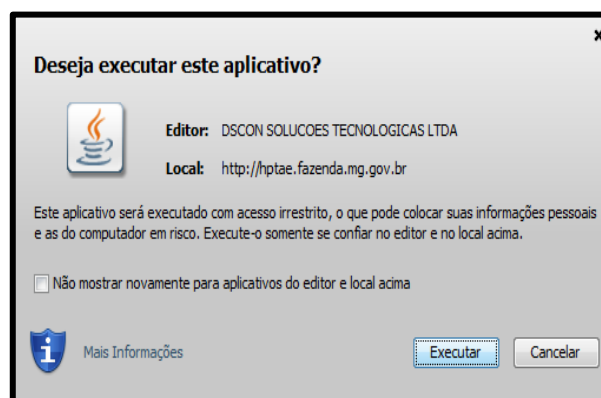 Deseja executar este aplicativo?
Editor: DSCON SOLUCOES TECNOLOGICAS LTDA
Local: http://hptae.fazenda.mg.gov.br
Este aplicativo será executado com acesso irrestrito, o que pode colocar suas informações pessoais
e as do computador em risco. Execute-o somente se confiar no editor e no local acima.
Não mostrar novamente para aplicativos do editor e local acima
Mais Informações
Executar
Cancelar